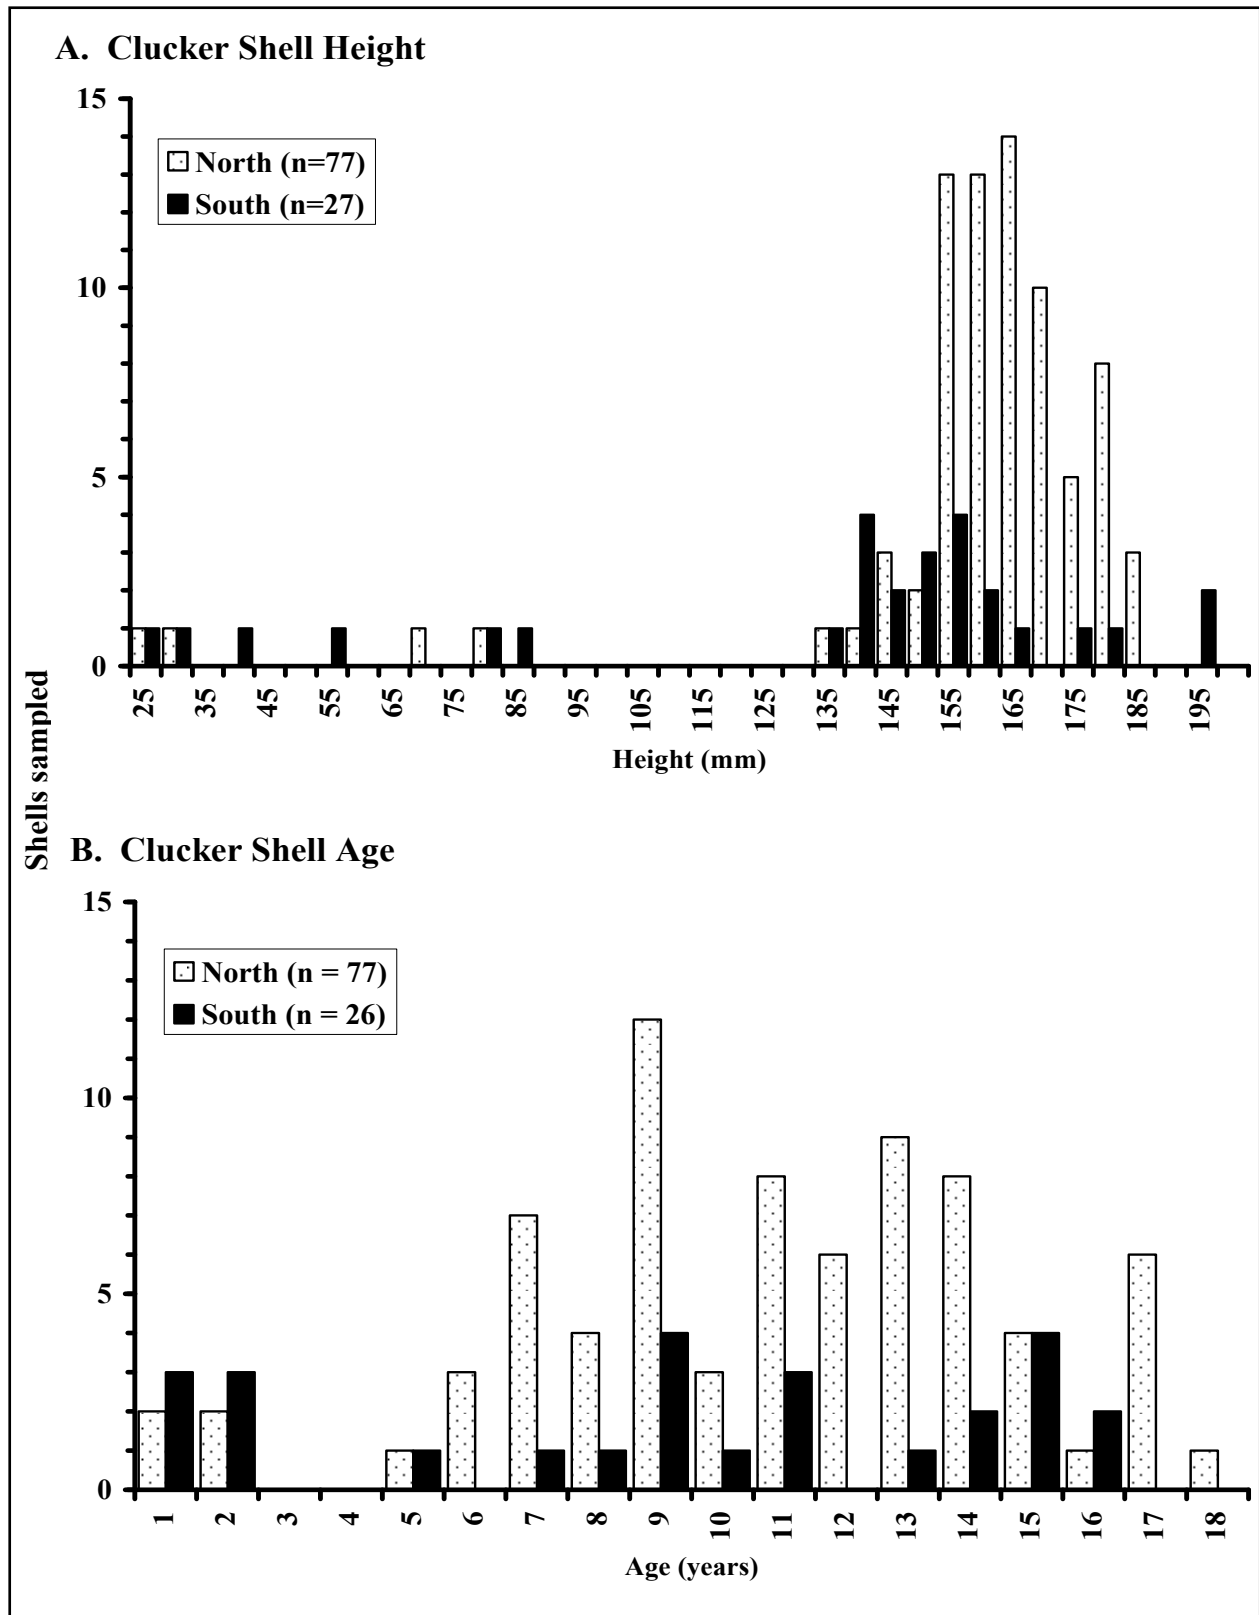 A. Clucker Shell Height
15
North (n=77)
South (n=27)
10
5
0
25 35 45 55 65 75 85 95 105 115 125 135 145 155 165 175 185 195
Height (mm)
Shells sampled
B. Clucker Shell Age
15
North (n = 77)
South (n = 26)
10
5
0
1 2 3 4 5 6 7 8 9 10 11 12 13 14 15 16 17 18
Age (years)